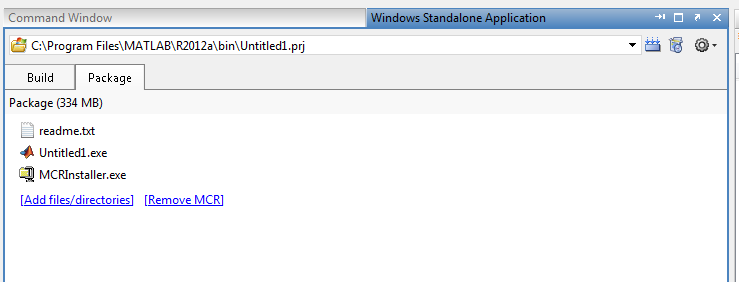 Command Window
Windows Standalone Application
C:\Program Files\MATLAB\R2012a\bin\Untitled1.prj
Build
Package
Package (334 MB)
readme.txt
Untitled1.exe
MCRInstaller.exe
[Add files/directories] [Remove MCR]